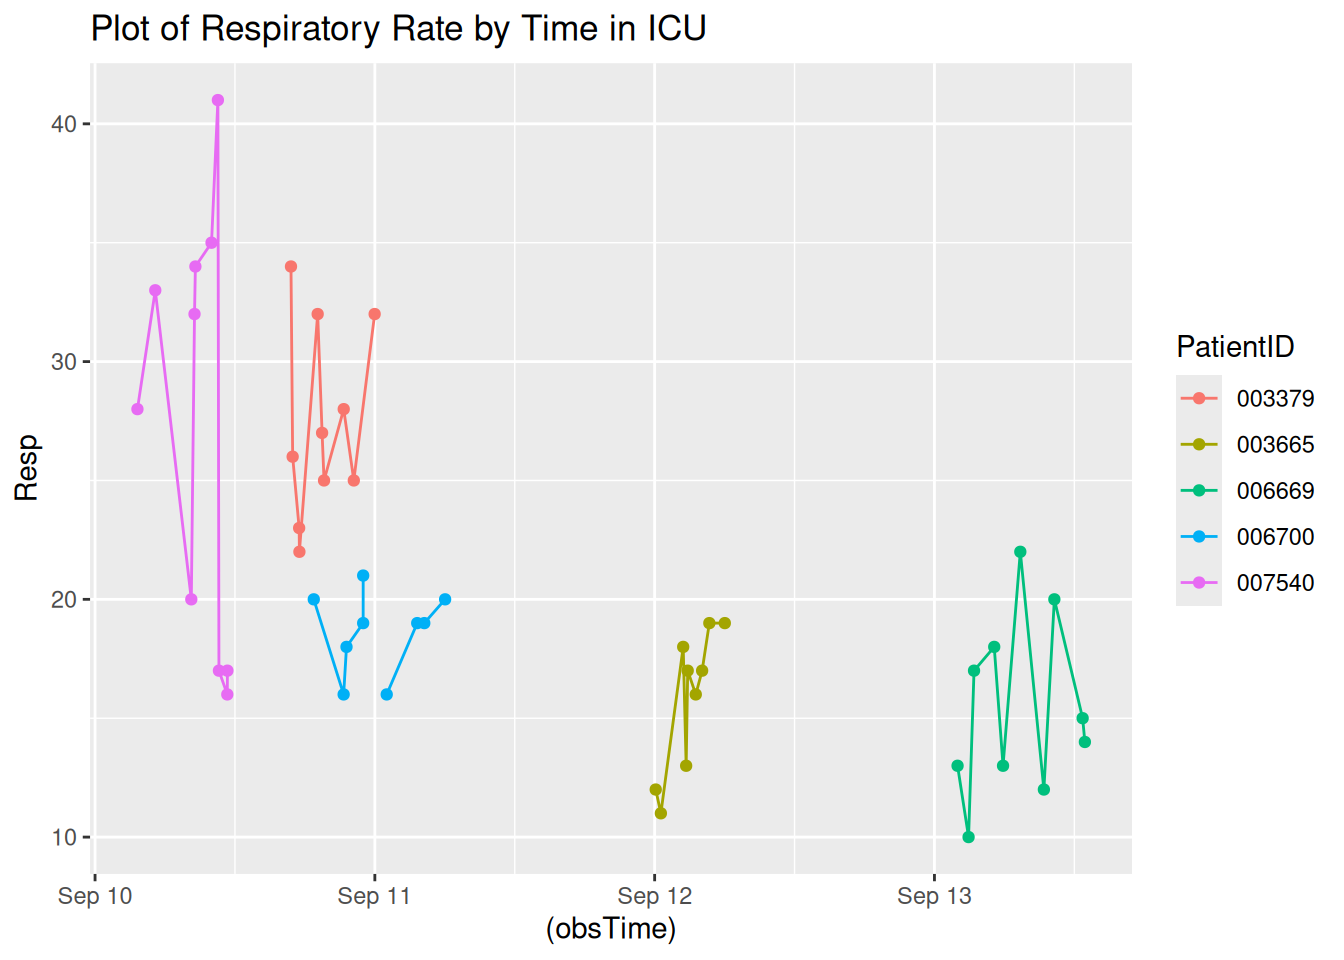 Plot of Respiratory Rate by Time in ICU
40
30
20
10
Resp
Sep 10
Sep 11
Sep 12
Sep 13
(obsTime)
PatientID
003379
003665
006669
006700
007540